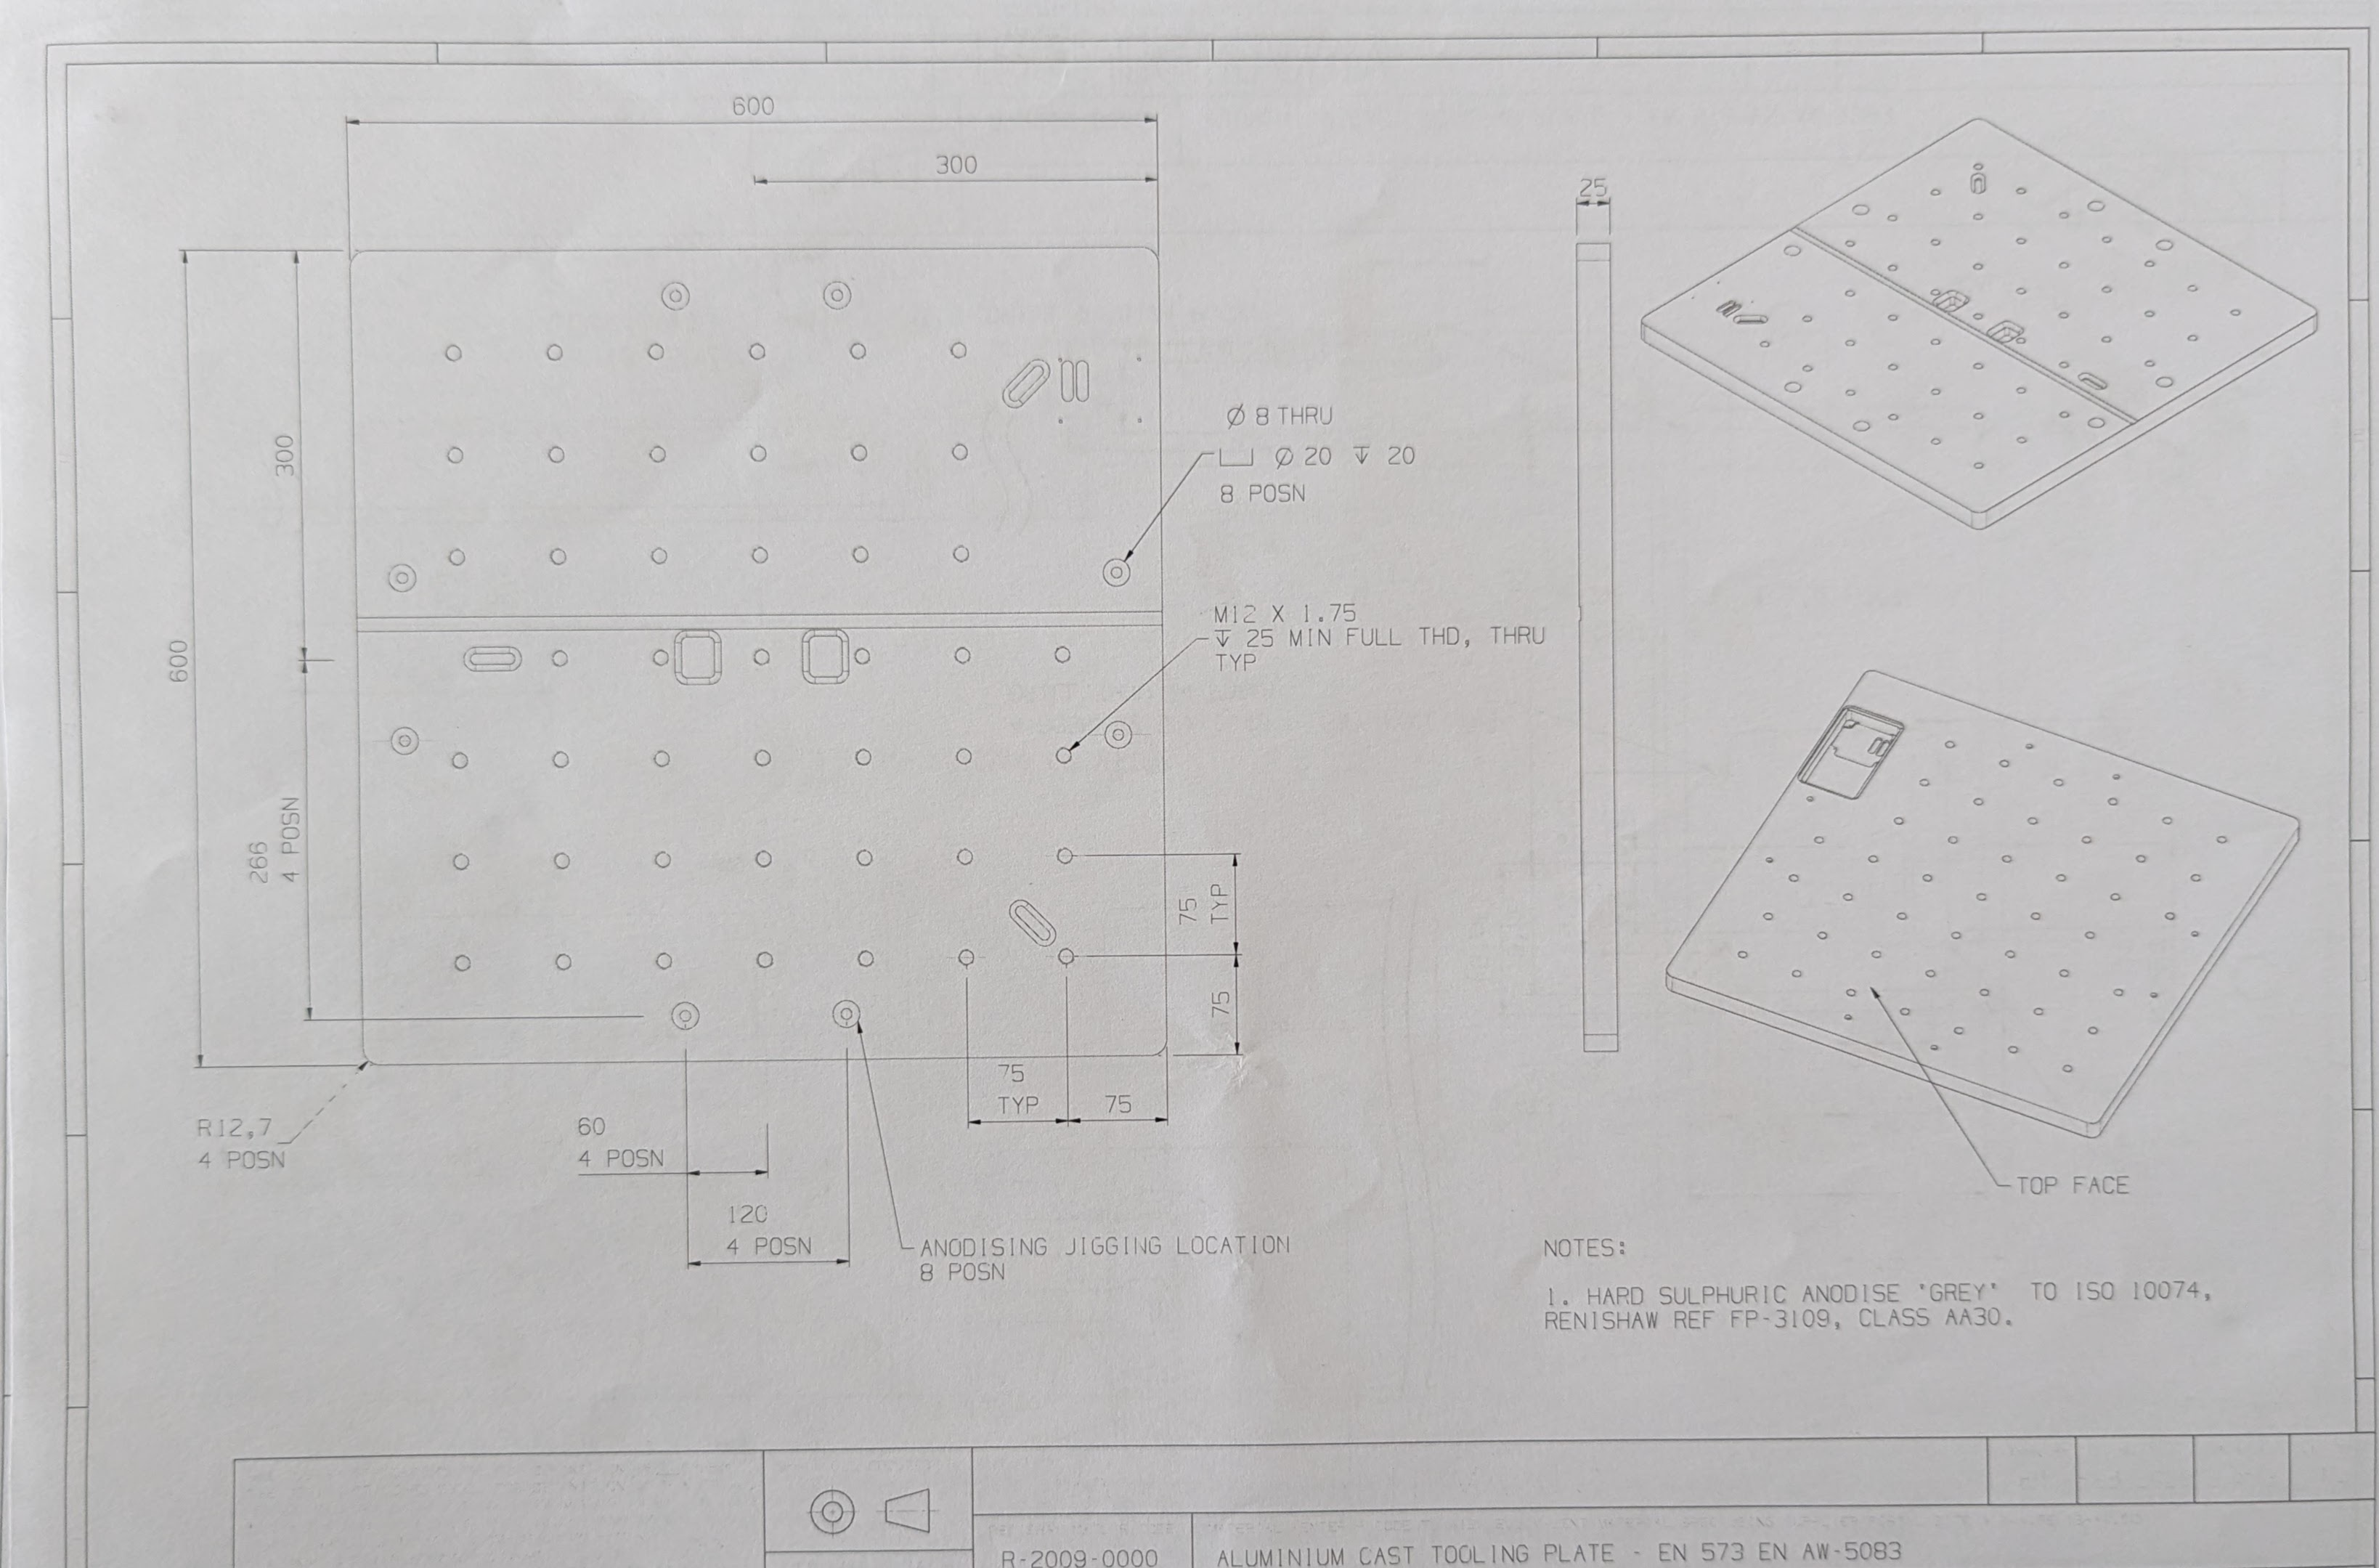 600
300
25
Ø 8 THRU
⌴ Ø 20 ↧ 20
8 POSN
300
600
M12 X 1.75
↧ 25 MIN FULL THD, THRU
TYP
266
4 POSN
75
TYP
75
75
TYP
75
R12,7
4 POSN
60
4 POSN
120
4 POSN
ANODISING JIGGING LOCATION
8 POSN
TOP FACE
NOTES:
1. HARD SULPHURIC ANODISE 'GREY' TO ISO 10074,
RENISHAW REF FP-3109, CLASS AA30.
R-2009-0000
ALUMINIUM CAST TOOLING PLATE - EN 573 EN AW-5083